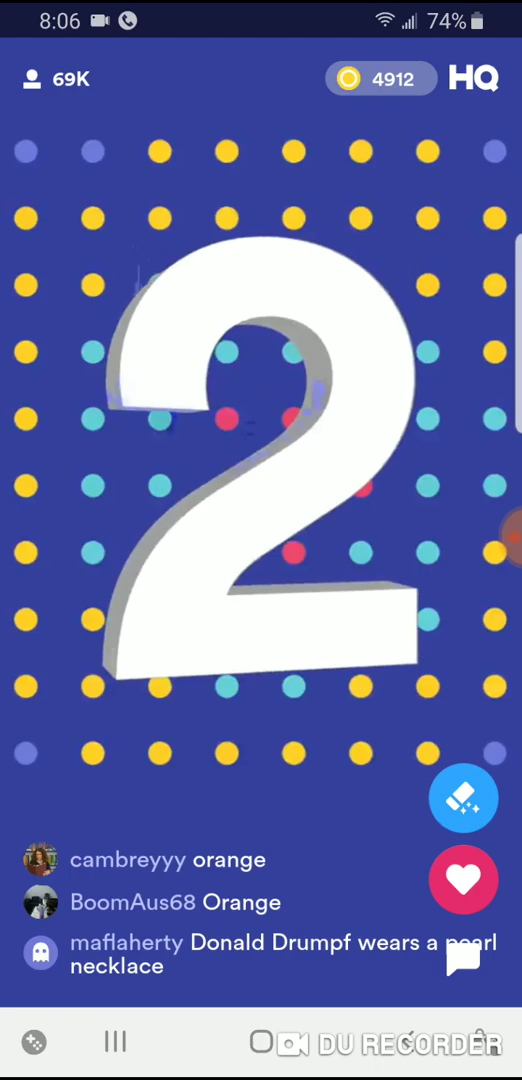 8:06 74%
69K 4912 HQ
2
cambreyyy orange
BoomAus68 Orange
maflaherty Donald Drumpf wears a pearl
necklace
DU RECORDER